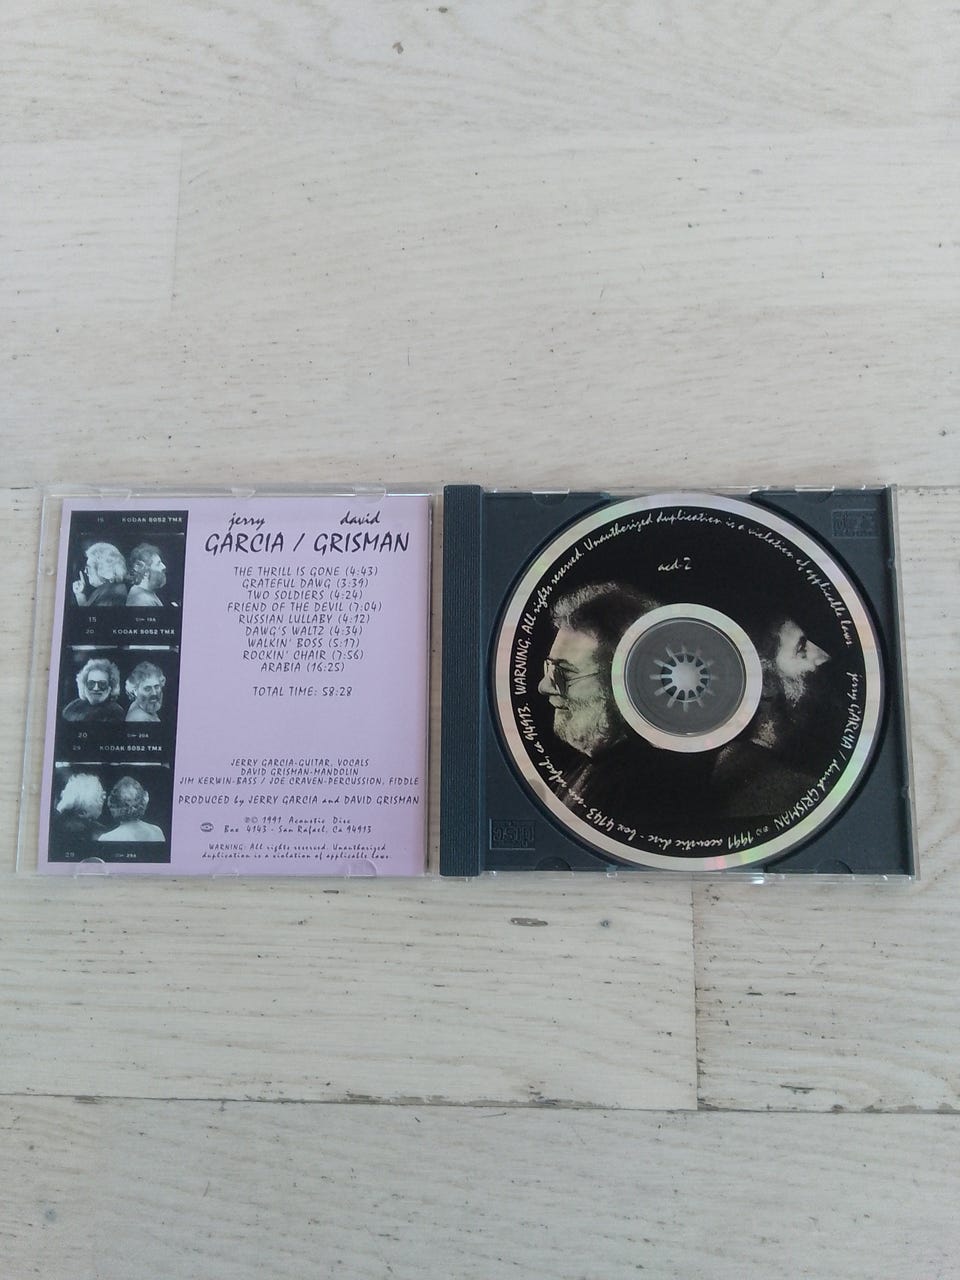 15 KODAK 5052 TMX
15
20 KODAK 5052 TMX
20 20A
KODAK 5052 TMX
jerry david
GARCIA / GRISMAN
THE THRILL IS GONE (4:43)
GRATEFUL DAWG (3:39)
TWO SOLDIERS (4:24)
FRIEND OF THE DEVIL (7:04)
RUSSIAN LULLABY (4:12)
DAWG'S WALTZ (4:34)
WALKIN' BOSS (5:17)
ROCKIN' CHAIR (7:56)
ARABIA (16:25)
TOTAL TIME: 58:28
JERRY GARCIA-GUITAR, VOCALS
DAVID GRISMAN-MANDOLIN
JIM KERWIN-BASS / JOE CRAVEN-PERCUSSION, FIDDLE
PRODUCED by JERRY GARCIA and DAVID GRISMAN
℗© 1991 Acoustic Disc
Box 4143 - San Rafael, CA 94913
WARNING: All rights reserved. Unauthorized
duplication is a violation of applicable laws.
acd-2
WARNING. All rights reserved. Unauthorized duplication is a violation of applicable laws
jerry GARCIA / david GRISMAN ℗© 1991 acoustic disc - box 4143 - san rafael, ca 94913.